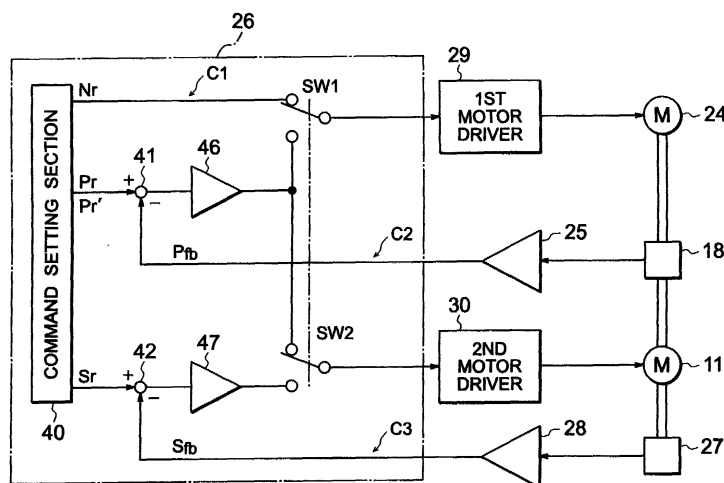 26
Nr
C1
SW1
29
1ST
MOTOR
DRIVER
M
24
COMMAND SETTING SECTION
Pr
Pr'
+
41
−
46
Pfb
C2
25
18
SW2
30
2ND
MOTOR
DRIVER
M
11
Sr
+
42
−
47
40
Sfb
C3
28
27